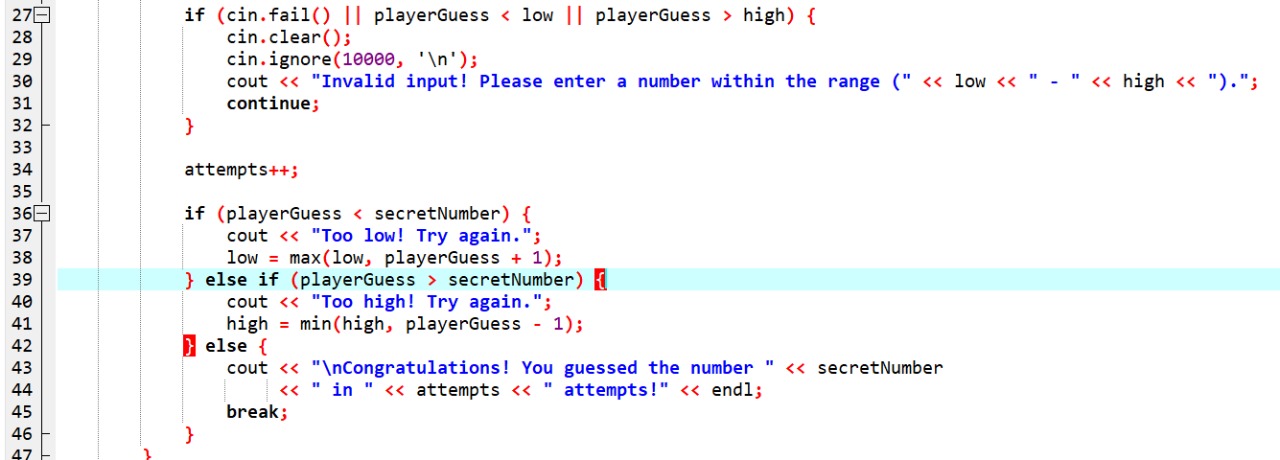 27 if (cin.fail() || playerGuess < low || playerGuess > high) {
28 cin.clear();
29 cin.ignore(10000, '\n');
30 cout << "Invalid input! Please enter a number within the range (" << low << " - " << high << ").";
31 continue;
32 }
33
34 attempts++;
35
36 if (playerGuess < secretNumber) {
37 cout << "Too low! Try again.";
38 low = max(low, playerGuess + 1);
39 } else if (playerGuess > secretNumber) {
40 cout << "Too high! Try again.";
41 high = min(high, playerGuess - 1);
42 } else {
43 cout << "\nCongratulations! You guessed the number " << secretNumber
44 << " in " << attempts << " attempts!" << endl;
45 break;
46 }
47 }